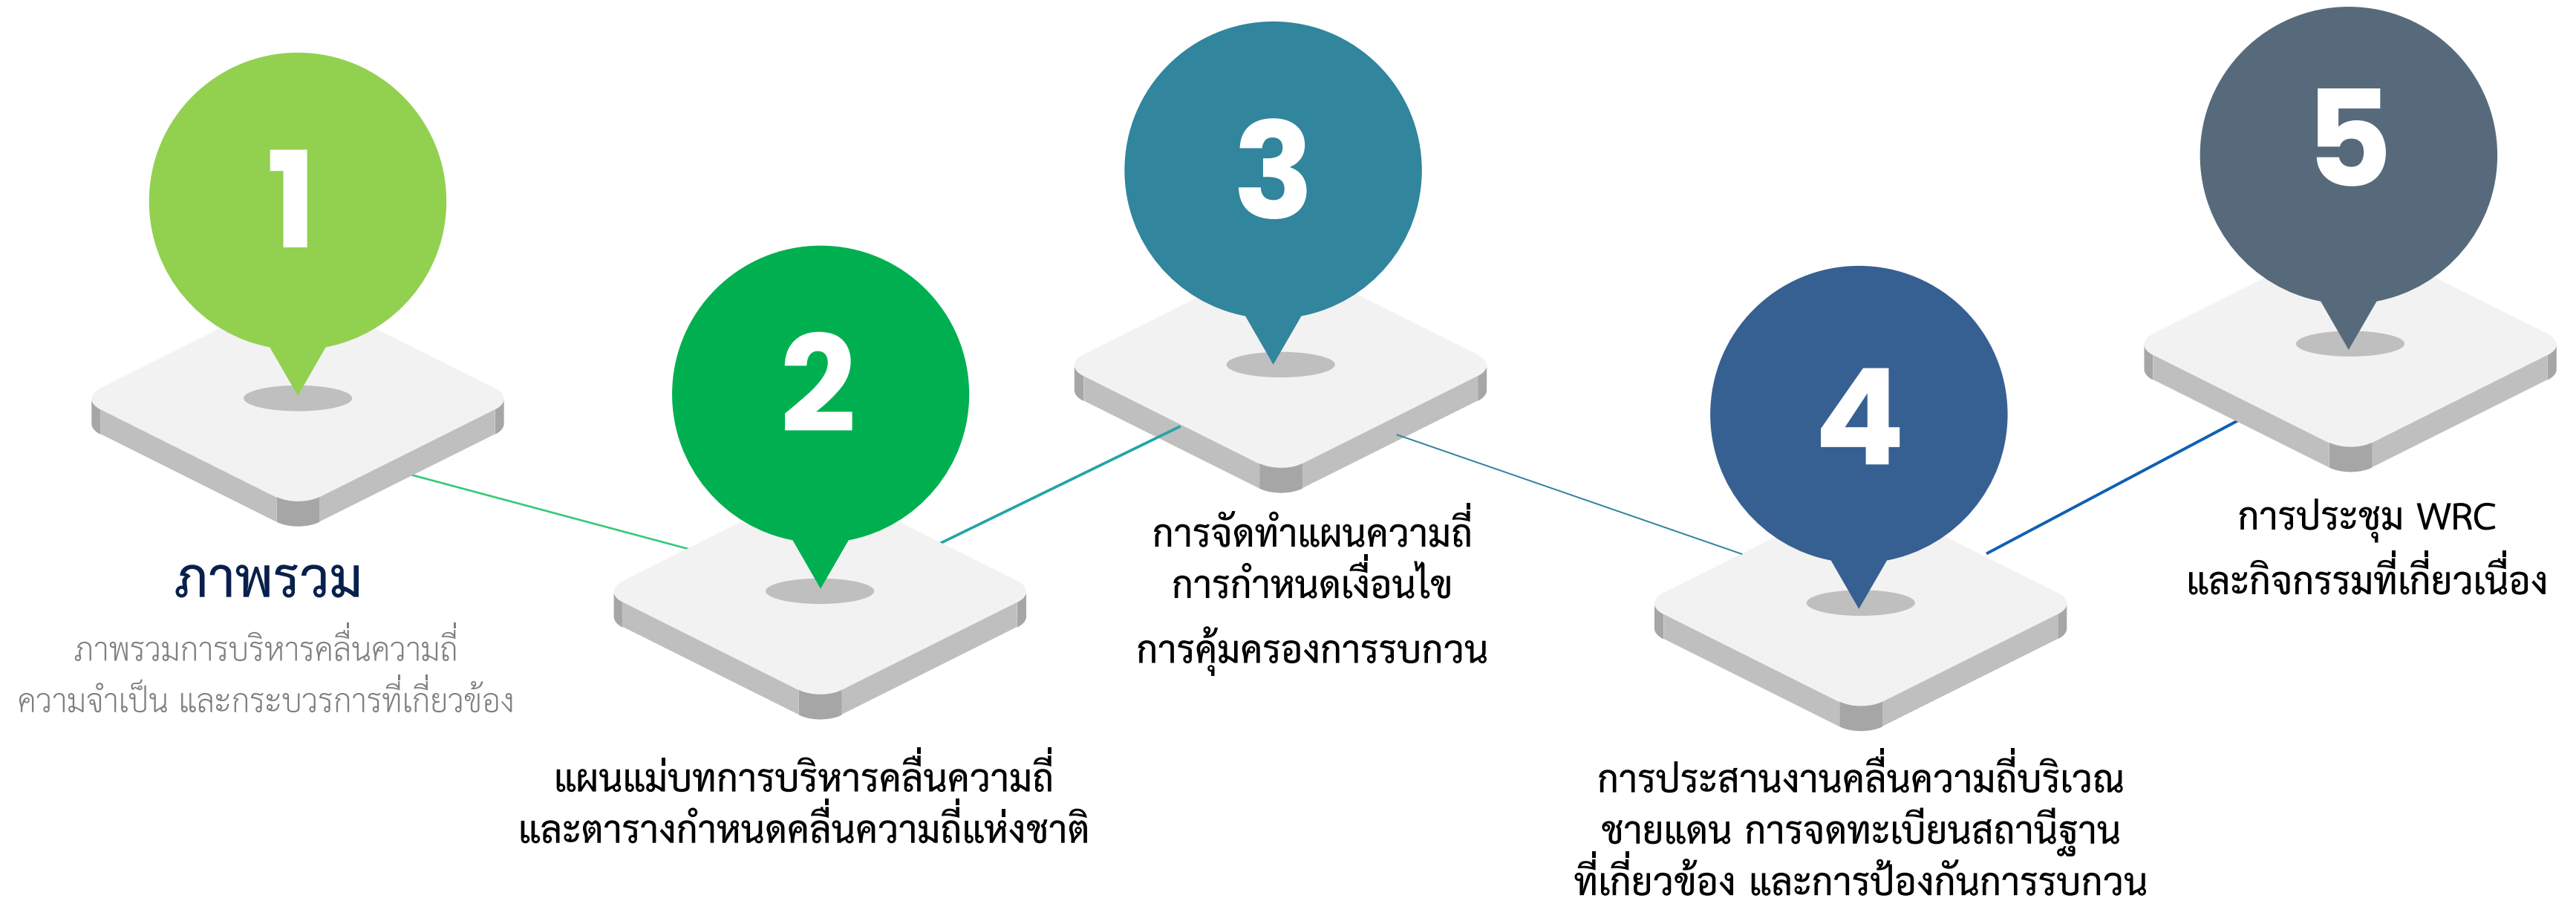 1
ภาพรวม
ภาพรวมการบริหารคลื่นความถี่
ความจำเป็น และกระบวรการที่เกี่ยวข้อง
2
แผนแม่บทการบริหารคลื่นความถี่
และตารางกำหนดคลื่นความถี่แห่งชาติ
3
การจัดทำแผนความถี่
การกำหนดเงื่อนไข
การคุ้มครองการรบกวน
4
การประสานงานคลื่นความถี่บริเวณ
ชายแดน การจดทะเบียนสถานีฐาน
ที่เกี่ยวข้อง และการป้องกันการรบกวน
5
การประชุม WRC
และกิจกรรมที่เกี่ยวเนื่อง